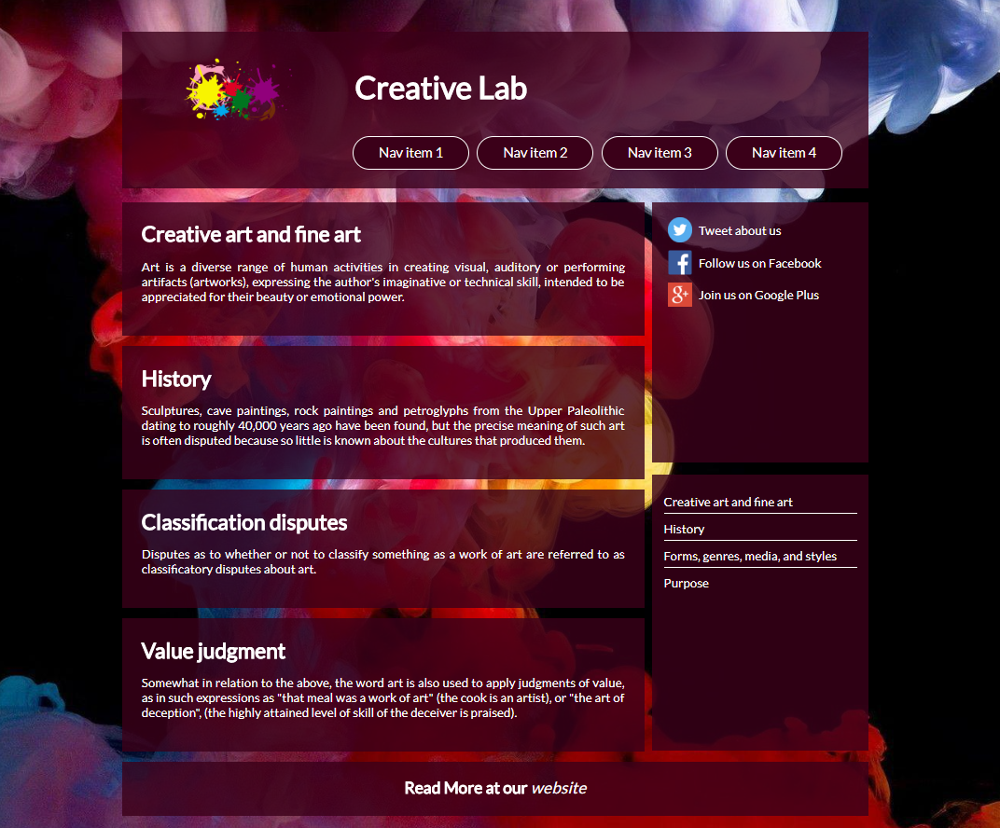 Creative Lab
Nav item 1 Nav item 2 Nav item 3 Nav item 4
Creative art and fine art
Art is a diverse range of human activities in creating visual, auditory or performing
artifacts (artworks), expressing the author's imaginative or technical skill, intended to be
appreciated for their beauty or emotional power.
History
Sculptures, cave paintings, rock paintings and petroglyphs from the Upper Paleolithic
dating to roughly 40,000 years ago have been found, but the precise meaning of such art
is often disputed because so little is known about the cultures that produced them.
Classification disputes
Disputes as to whether or not to classify something as a work of art are referred to as
classificatory disputes about art.
Value judgment
Somewhat in relation to the above, the word art is also used to apply judgments of value,
as in such expressions as "that meal was a work of art" (the cook is an artist), or "the art of
deception", (the highly attained level of skill of the deceiver is praised).
Tweet about us
f Follow us on Facebook
g+ Join us on Google Plus
Creative art and fine art
History
Forms, genres, media, and styles
Purpose
Read More at our website